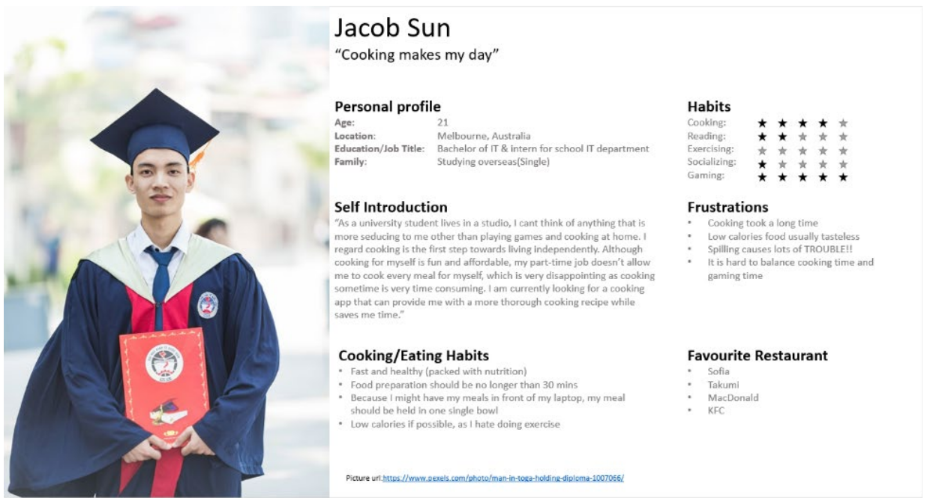 Jacob Sun
“Cooking makes my day”
Personal profile
Age: 21
Location: Melbourne, Australia
Education/Job Title: Bachelor of IT & Intern for school IT department
Family: Studying overseas(Single)
Habits
Cooking:
Reading:
Exercising:
Socializing:
Gaming:
Self Introduction
“As a university student lives in a studio, I cant think of anything that is
more seducing to me other than playing games and cooking at home. I
regard cooking is the first step towards living independently. Although
cooking for myself is fun and affordable, my part-time job doesn’t allow
me to cook every meal for myself, which is very disappointing as cooking
sometime is very time consuming. I am currently looking for a cooking
app that can provide me with a more thorough cooking recipe while
saves me time.”
Frustrations
• Cooking took a long time
• Low calories food usually tasteless
• Spilling causes lots of TROUBLE!!
• It is hard to balance cooking time and
gaming time
Cooking/Eating Habits
• Fast and healthy (packed with nutrition)
• Food preparation should be no longer than 30 mins
• Because I might have my meals in front of my laptop, my meal
should be held in one single bowl
• Low calories if possible, as I hate doing exercise
Favourite Restaurant
• Sofia
• Takumi
• MacDonald
• KFC
Picture url:https://www.pexels.com/photo/man-in-toga-holding-diploma-1007066/